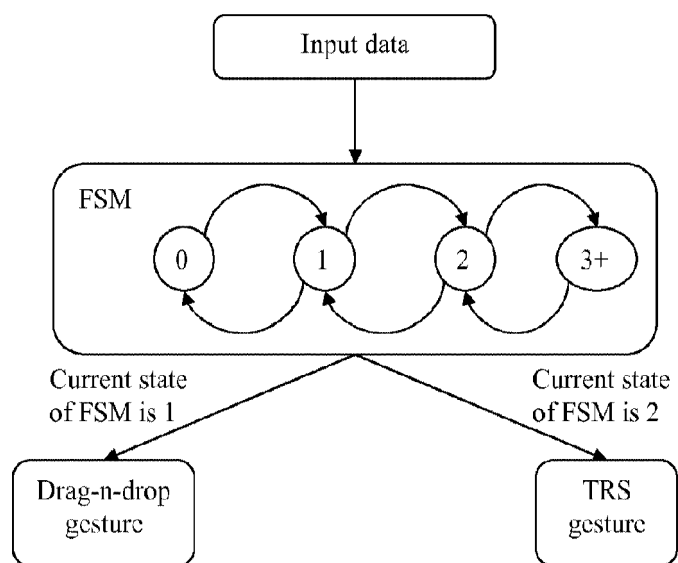 Input data
FSM
0
1
2
3+
Current state
of FSM is 1
Current state
of FSM is 2
Drag-n-drop
gesture
TRS
gesture